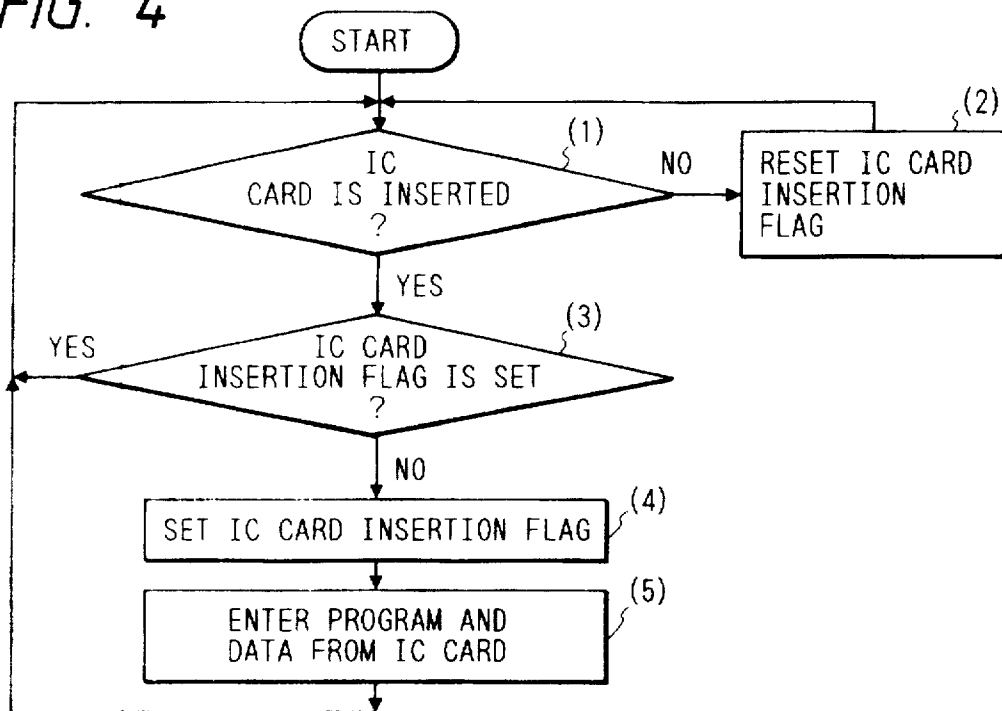 FIG. 4
START
(1)
IC
CARD IS INSERTED
?
NO
(2)
RESET IC CARD
INSERTION
FLAG
YES
(3)
IC CARD
INSERTION FLAG IS SET
?
YES
NO
(4)
SET IC CARD INSERTION FLAG
(5)
ENTER PROGRAM AND
DATA FROM IC CARD